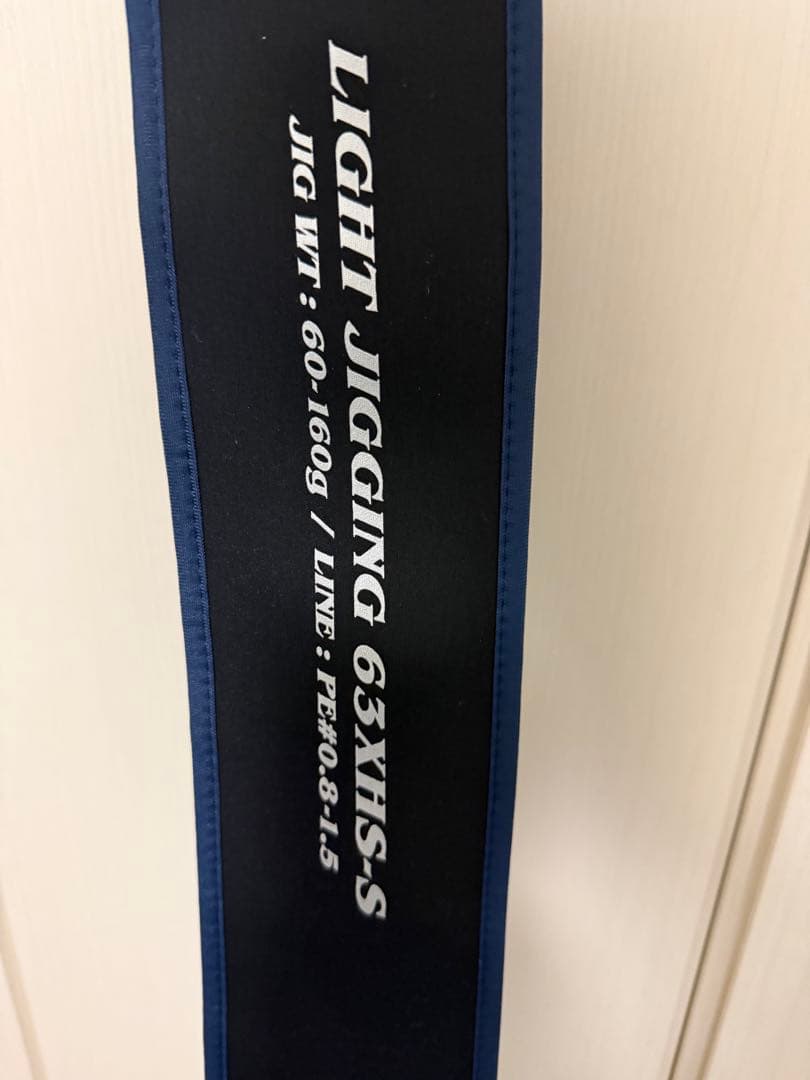 LIGHT JIGGING 63XHS-S
JIG WT : 60-160g / LINE : PE#0.8-1.5